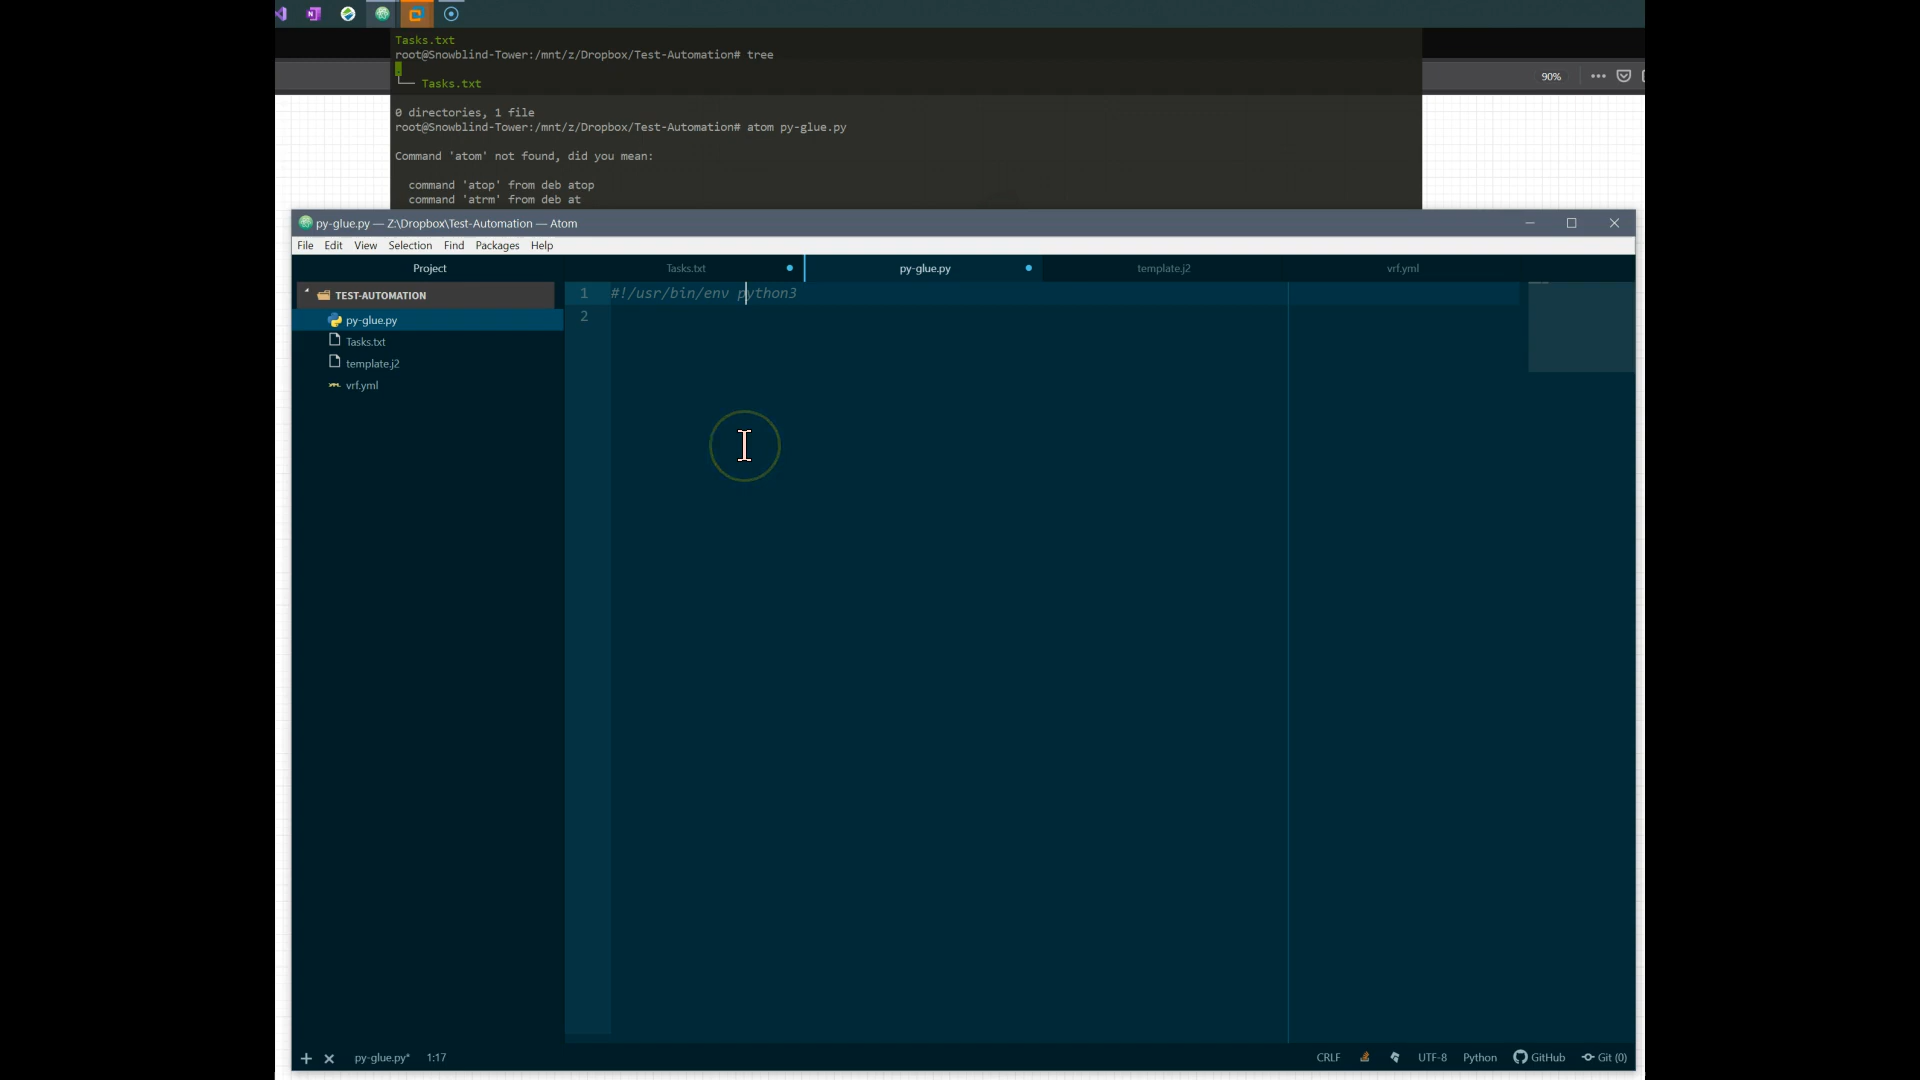 Tasks.txt
root@Snowblind-Tower:/mnt/z/Dropbox/Test-Automation# tree
.
└── Tasks.txt
0 directories, 1 file
root@Snowblind-Tower:/mnt/z/Dropbox/Test-Automation# atom py-glue.py
Command 'atom' not found, did you mean:
command 'atop' from deb atop
command 'atrm' from deb at
90%
py-glue.py — Z:\Dropbox\Test-Automation — Atom
File Edit View Selection Find Packages Help
Project Tasks.txt py-glue.py template.j2 vrf.yml
TEST-AUTOMATION
py-glue.py
Tasks.txt
template.j2
vrf.yml
1 #!/usr/bin/env python3
2
py-glue.py* 1:17 CRLF UTF-8 Python GitHub Git (0)